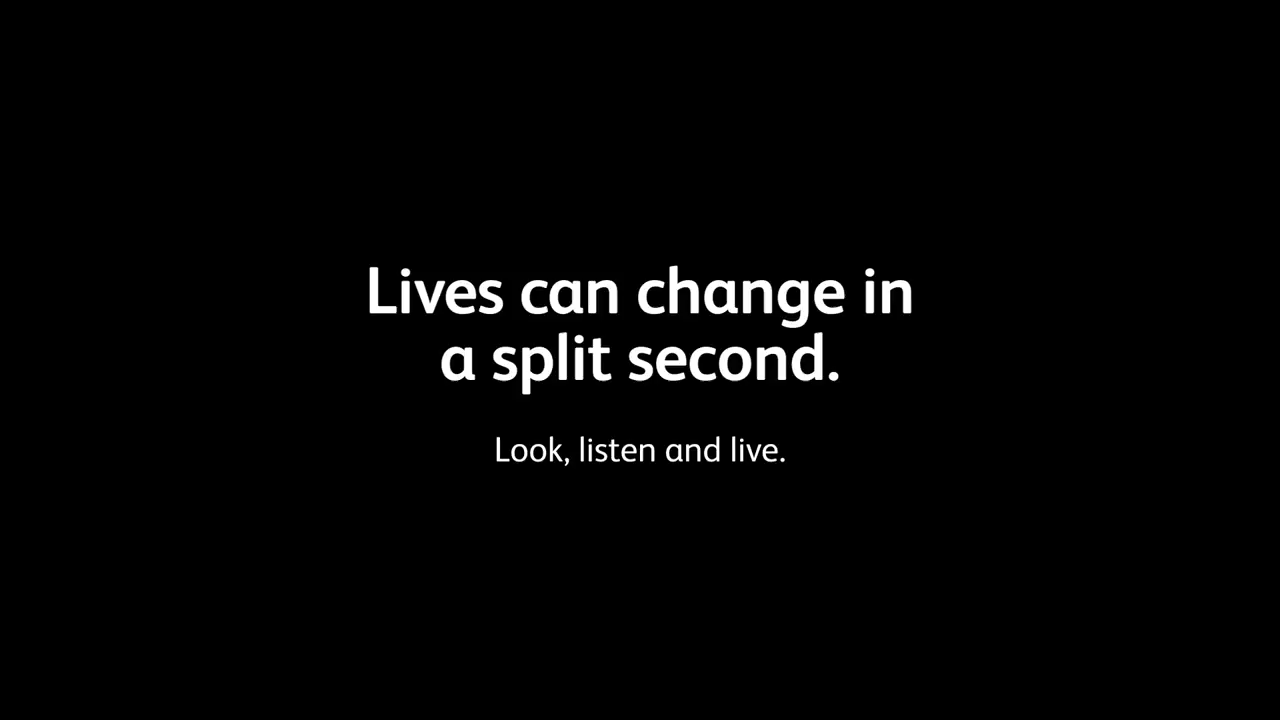 Lives can change in
a split second.
Look, listen and live.